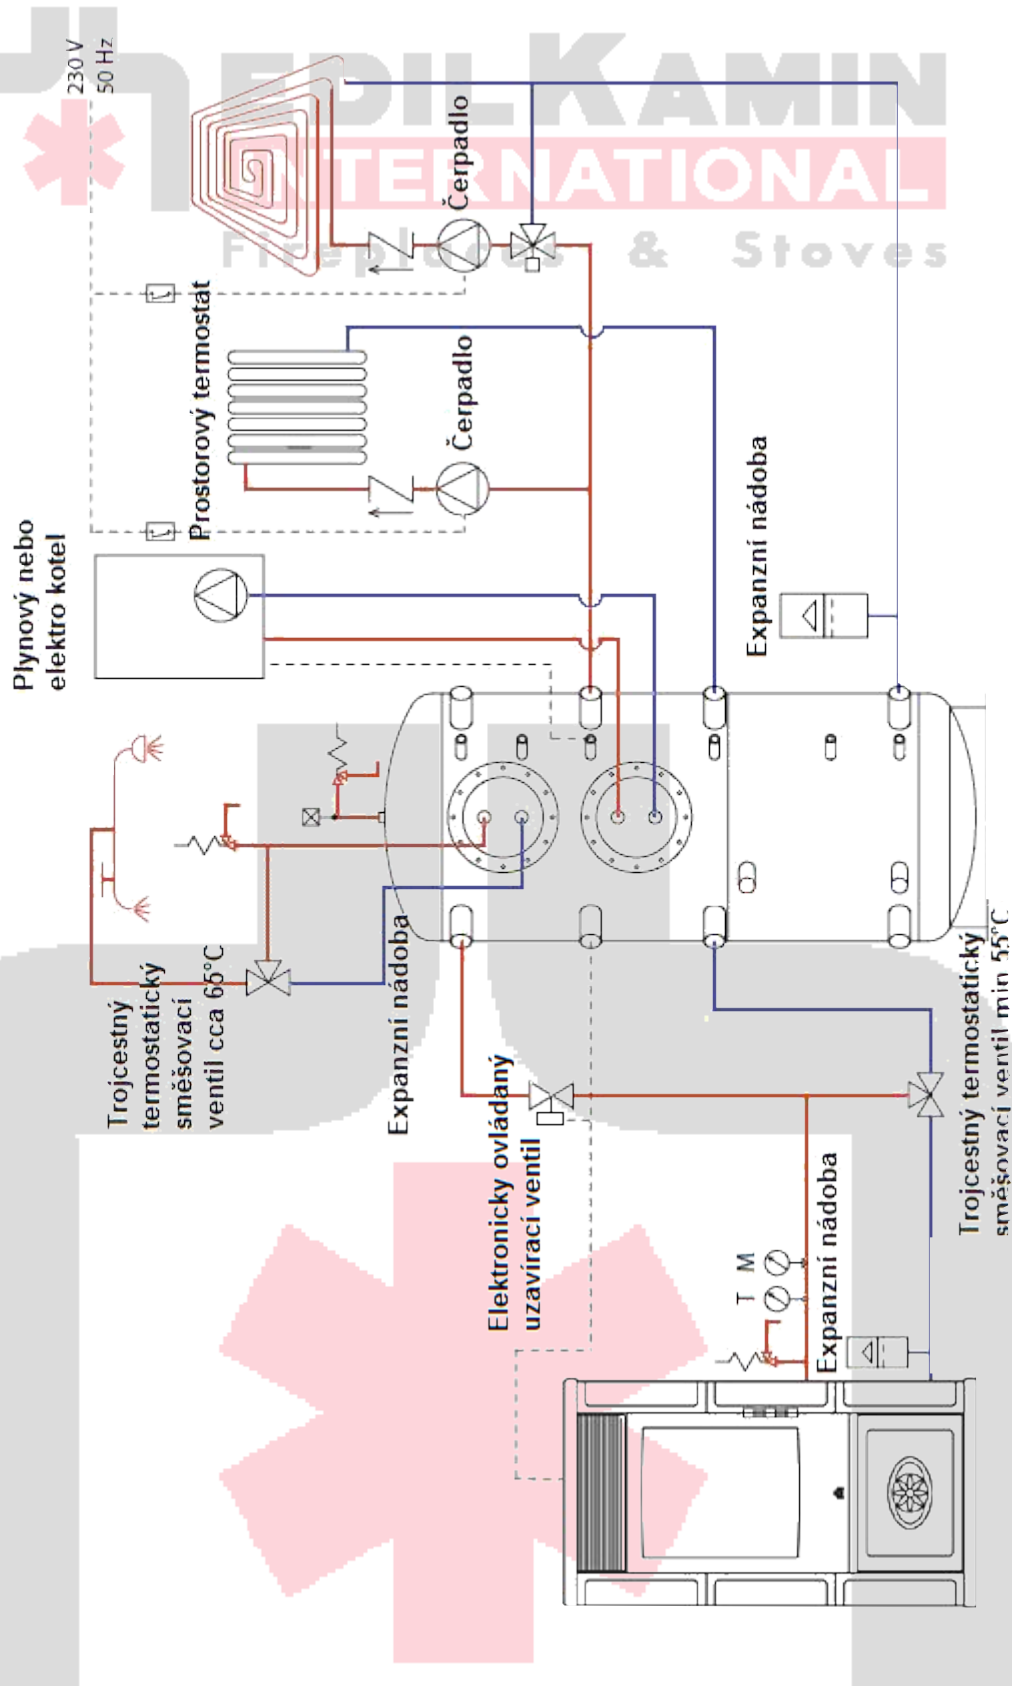 230 V
50 Hz
EDILKAMIN
INTERNATIONAL
Fireplaces & Stoves
Čerpadlo
Prostorový termostat
Čerpadlo
Plynový nebo
elektro kotel
Expanzní nádoba
Trojcestný
termostatický
směšovací
ventil cca 65°C
Expanzní nádoba
Elektronicky ovládaný
uzavírací ventil
T M
Expanzní nádoba
Trojcestný termostatický
směšovací ventil min 55°C